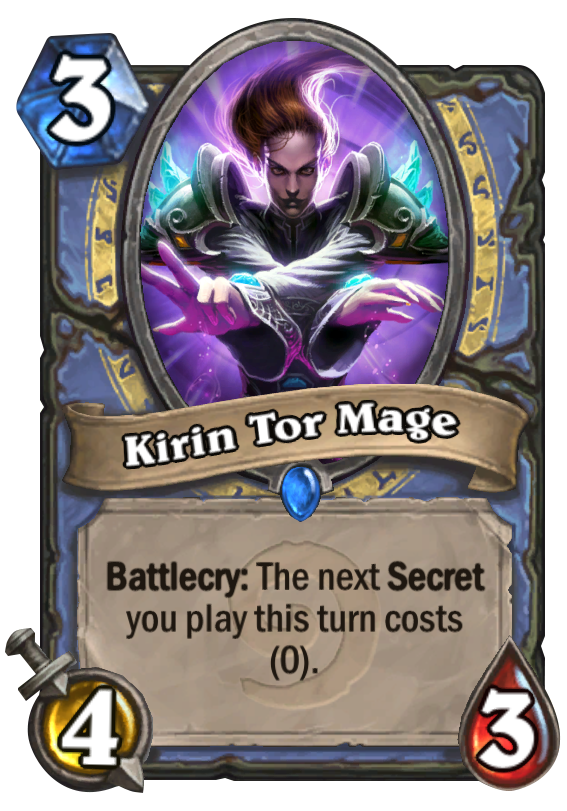 3
Kirin Tor Mage
Battlecry: The next Secret
you play this turn costs
(0).
4
3